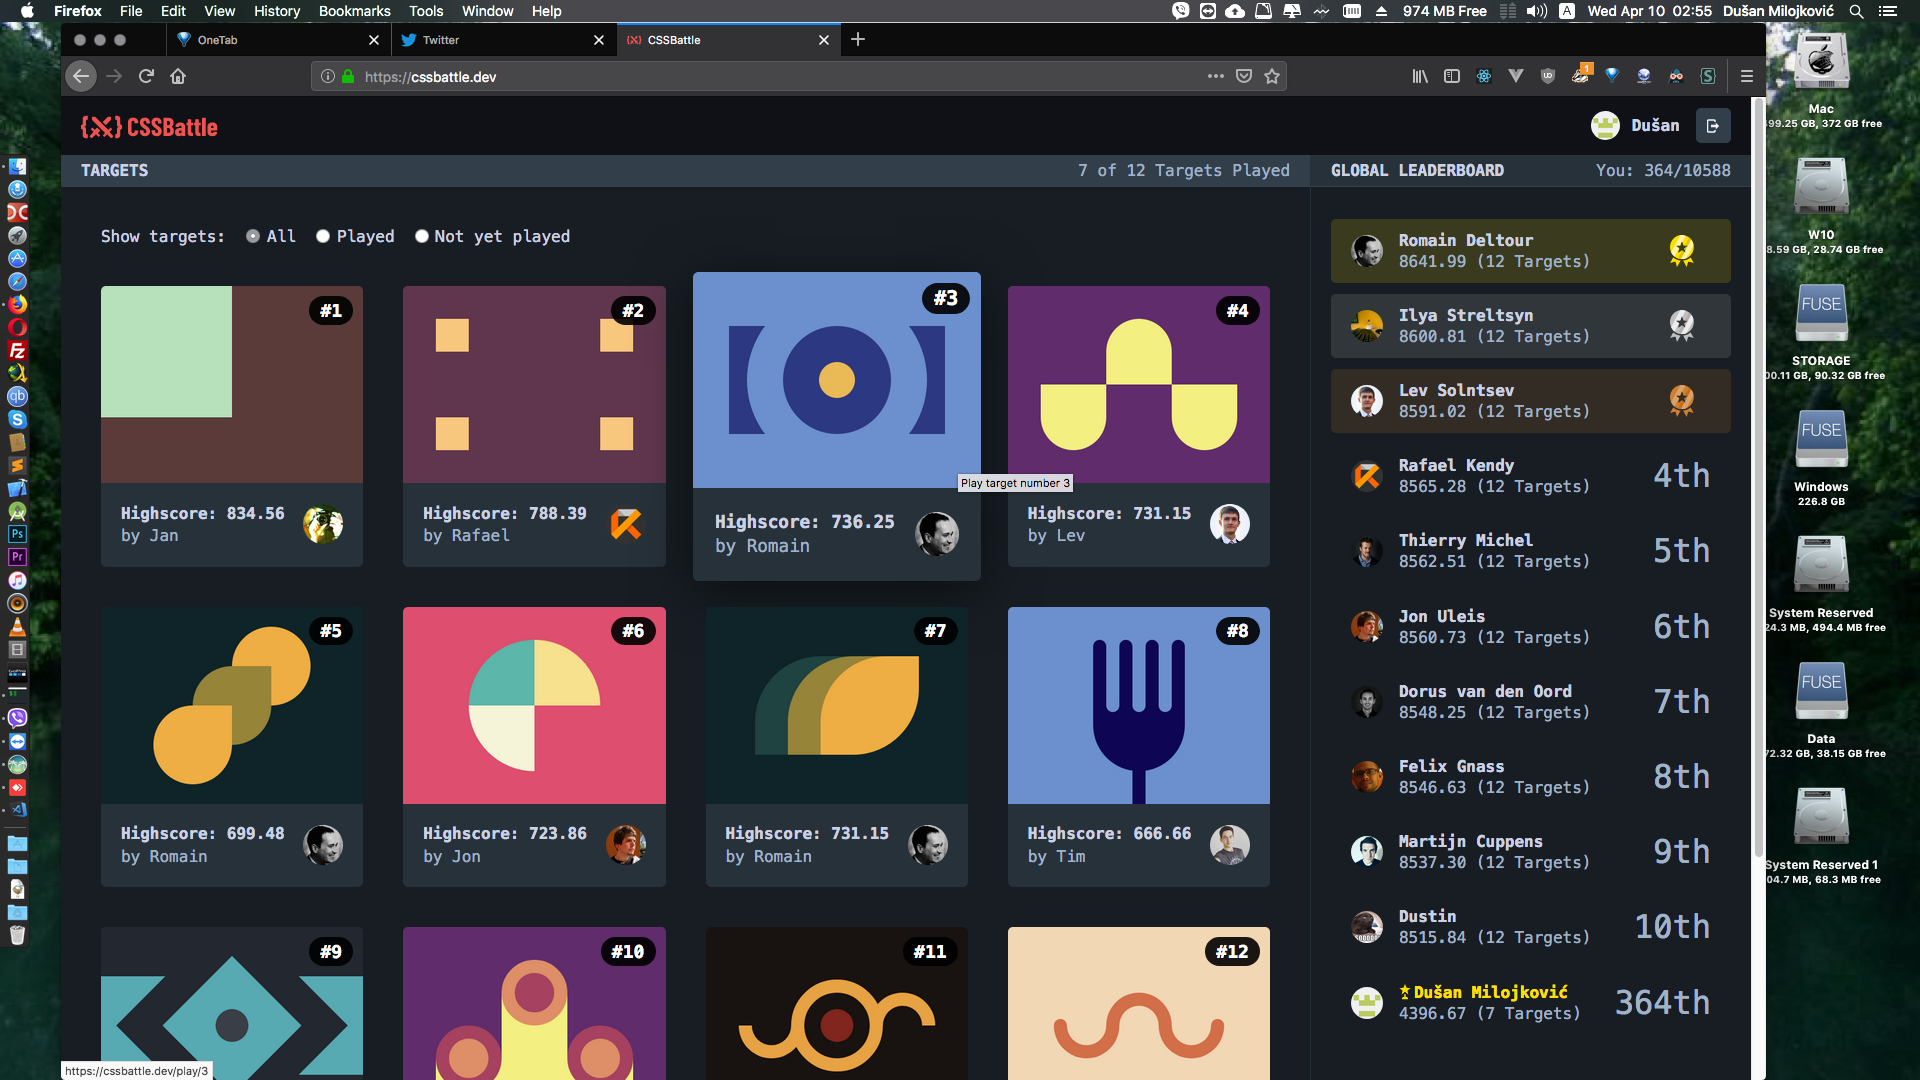 Firefox File Edit View History Bookmarks Tools Window Help
974 MB Free
A
Wed Apr 10 02:55 Dušan Milojković
OneTab
Twitter
CSSBattle
https://cssbattle.dev
1
{X} CSSBattle
Dušan
TARGETS
7 of 12 Targets Played
GLOBAL LEADERBOARD
You: 364/10588
Show targets: All Played Not yet played
#1
#2
#3
#4
Highscore: 834.56
by Jan
Highscore: 788.39
by Rafael
Highscore: 736.25
by Romain
Highscore: 731.15
by Lev
Play target number 3
#5
#6
#7
#8
Highscore: 699.48
by Romain
Highscore: 723.86
by Jon
Highscore: 731.15
by Romain
Highscore: 666.66
by Tim
#9
#10
#11
#12
https://cssbattle.dev/play/3
Romain Deltour
8641.99 (12 Targets)
Ilya Streltsyn
8600.81 (12 Targets)
Lev Solntsev
8591.02 (12 Targets)
Rafael Kendy
8565.28 (12 Targets)
4th
Thierry Michel
8562.51 (12 Targets)
5th
Jon Uleis
8560.73 (12 Targets)
6th
Dorus van den Oord
8548.25 (12 Targets)
7th
Felix Gnass
8546.63 (12 Targets)
8th
Martijn Cuppens
8537.30 (12 Targets)
9th
Dustin
8515.84 (12 Targets)
10th
Dušan Milojković
4396.67 (7 Targets)
364th
Mac
99.25 GB, 372 GB free
W10
8.59 GB, 28.74 GB free
FUSE
STORAGE
00.11 GB, 90.32 GB free
FUSE
Windows
226.8 GB
System Reserved
24.3 MB, 494.4 MB free
FUSE
Data
72.32 GB, 38.15 GB free
System Reserved 1
04.7 MB, 68.3 MB free
Fz
qb
S
Ps
Pr